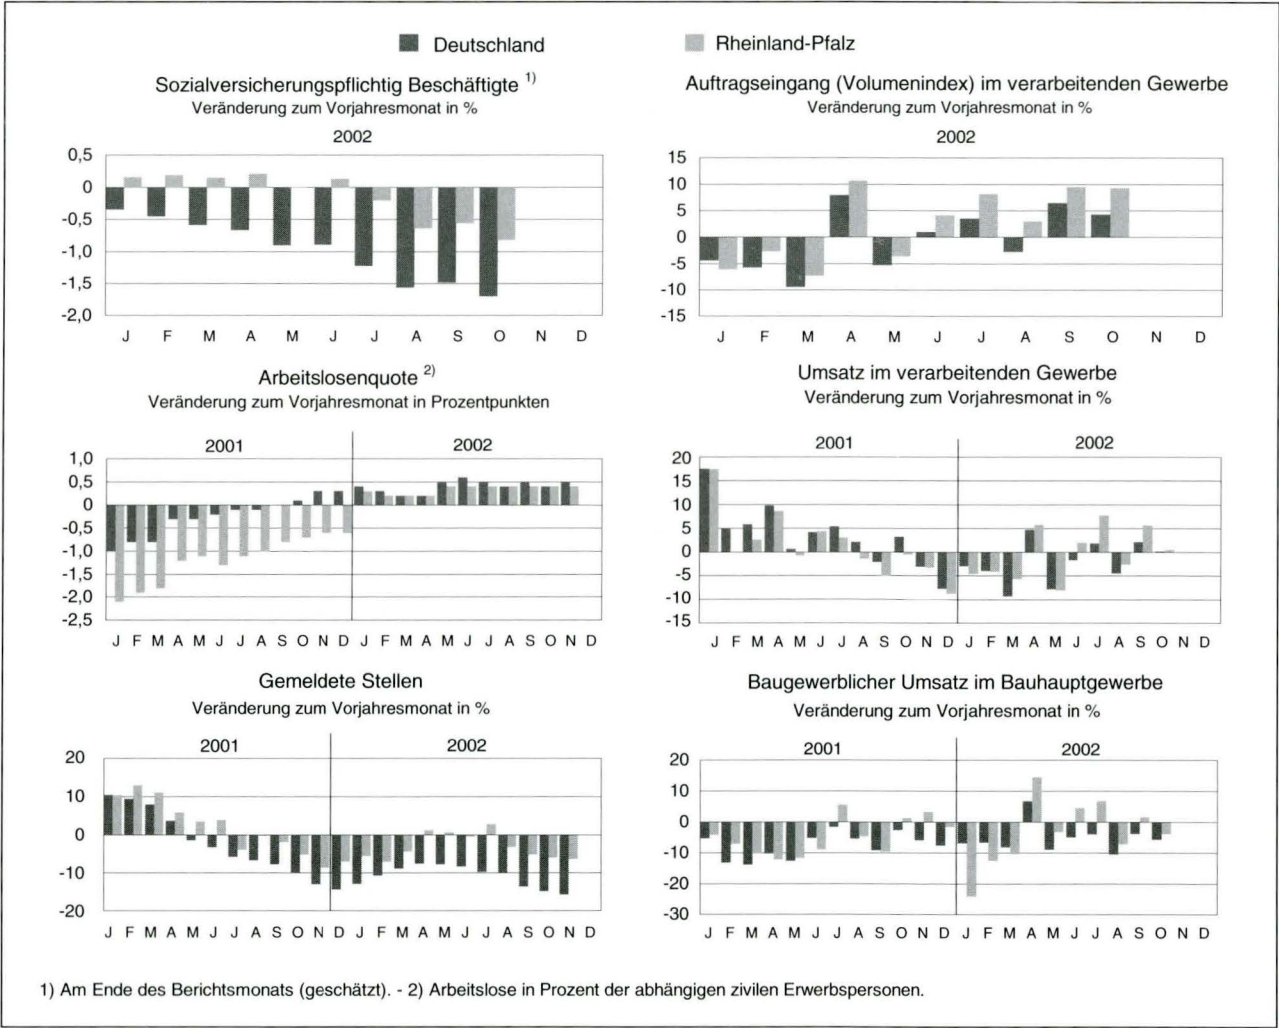 Deutschland
Rheinland-Pfalz
Sozialversicherungspflichtig Beschäftigte 1)
Veränderung zum Vorjahresmonat in %
2002
0,5
0
-0,5
-1,0
-1,5
-2,0
J F M A M J J A S O N D
Auftragseingang (Volumenindex) im verarbeitenden Gewerbe
Veränderung zum Vorjahresmonat in %
2002
15
10
5
0
-5
-10
-15
J F M A M J J A S O N D
Arbeitslosenquote 2)
Veränderung zum Vorjahresmonat in Prozentpunkten
2001 2002
1,0
0,5
0
-0,5
-1,0
-1,5
-2,0
-2,5
J F M A M J J A S O N D J F M A M J J A S O N D
Umsatz im verarbeitenden Gewerbe
Veränderung zum Vorjahresmonat in %
2001 2002
20
15
10
5
0
-5
-10
-15
J F M A M J J A S O N D J F M A M J J A S O N D
Gemeldete Stellen
Veränderung zum Vorjahresmonat in %
2001 2002
20
10
0
-10
-20
J F M A M J J A S O N D J F M A M J J A S O N D
Baugewerblicher Umsatz im Bauhauptgewerbe
Veränderung zum Vorjahresmonat in %
2001 2002
20
10
0
-10
-20
-30
J F M A M J J A S O N D J F M A M J J A S O N D
1) Am Ende des Berichtsmonats (geschätzt). - 2) Arbeitslose in Prozent der abhängigen zivilen Erwerbspersonen.